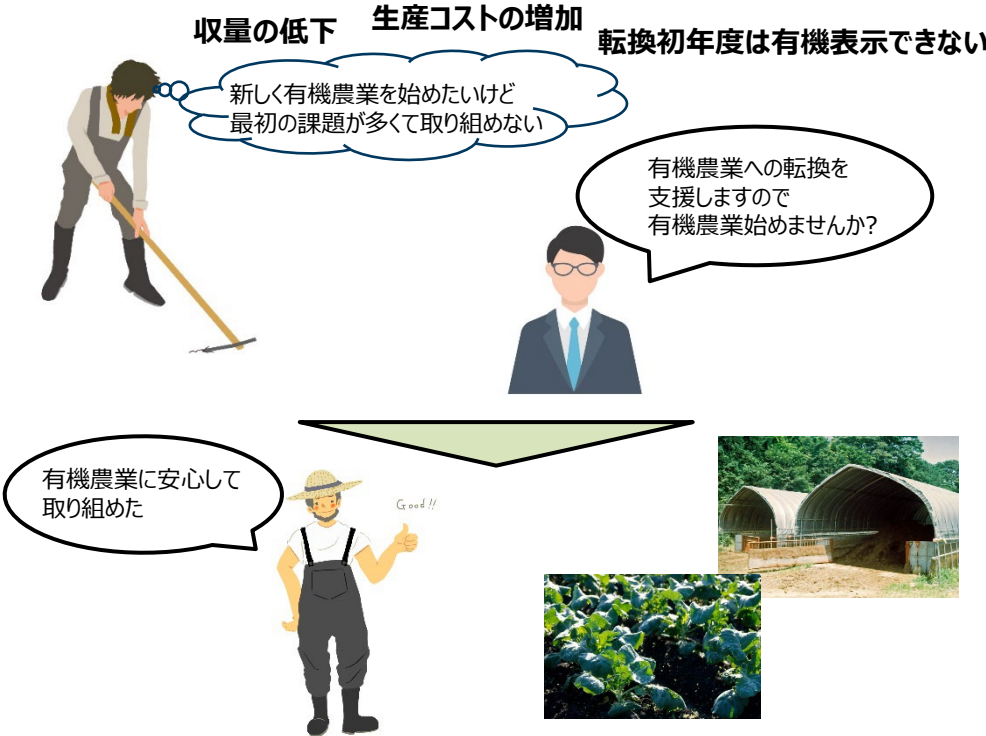 収量の低下
生産コストの増加
転換初年度は有機表示できない
新しく有機農業を始めたいけど
最初の課題が多くて取り組めない
有機農業への転換を
支援しますので
有機農業始めませんか?
有機農業に安心して
取り組めた
Good!!